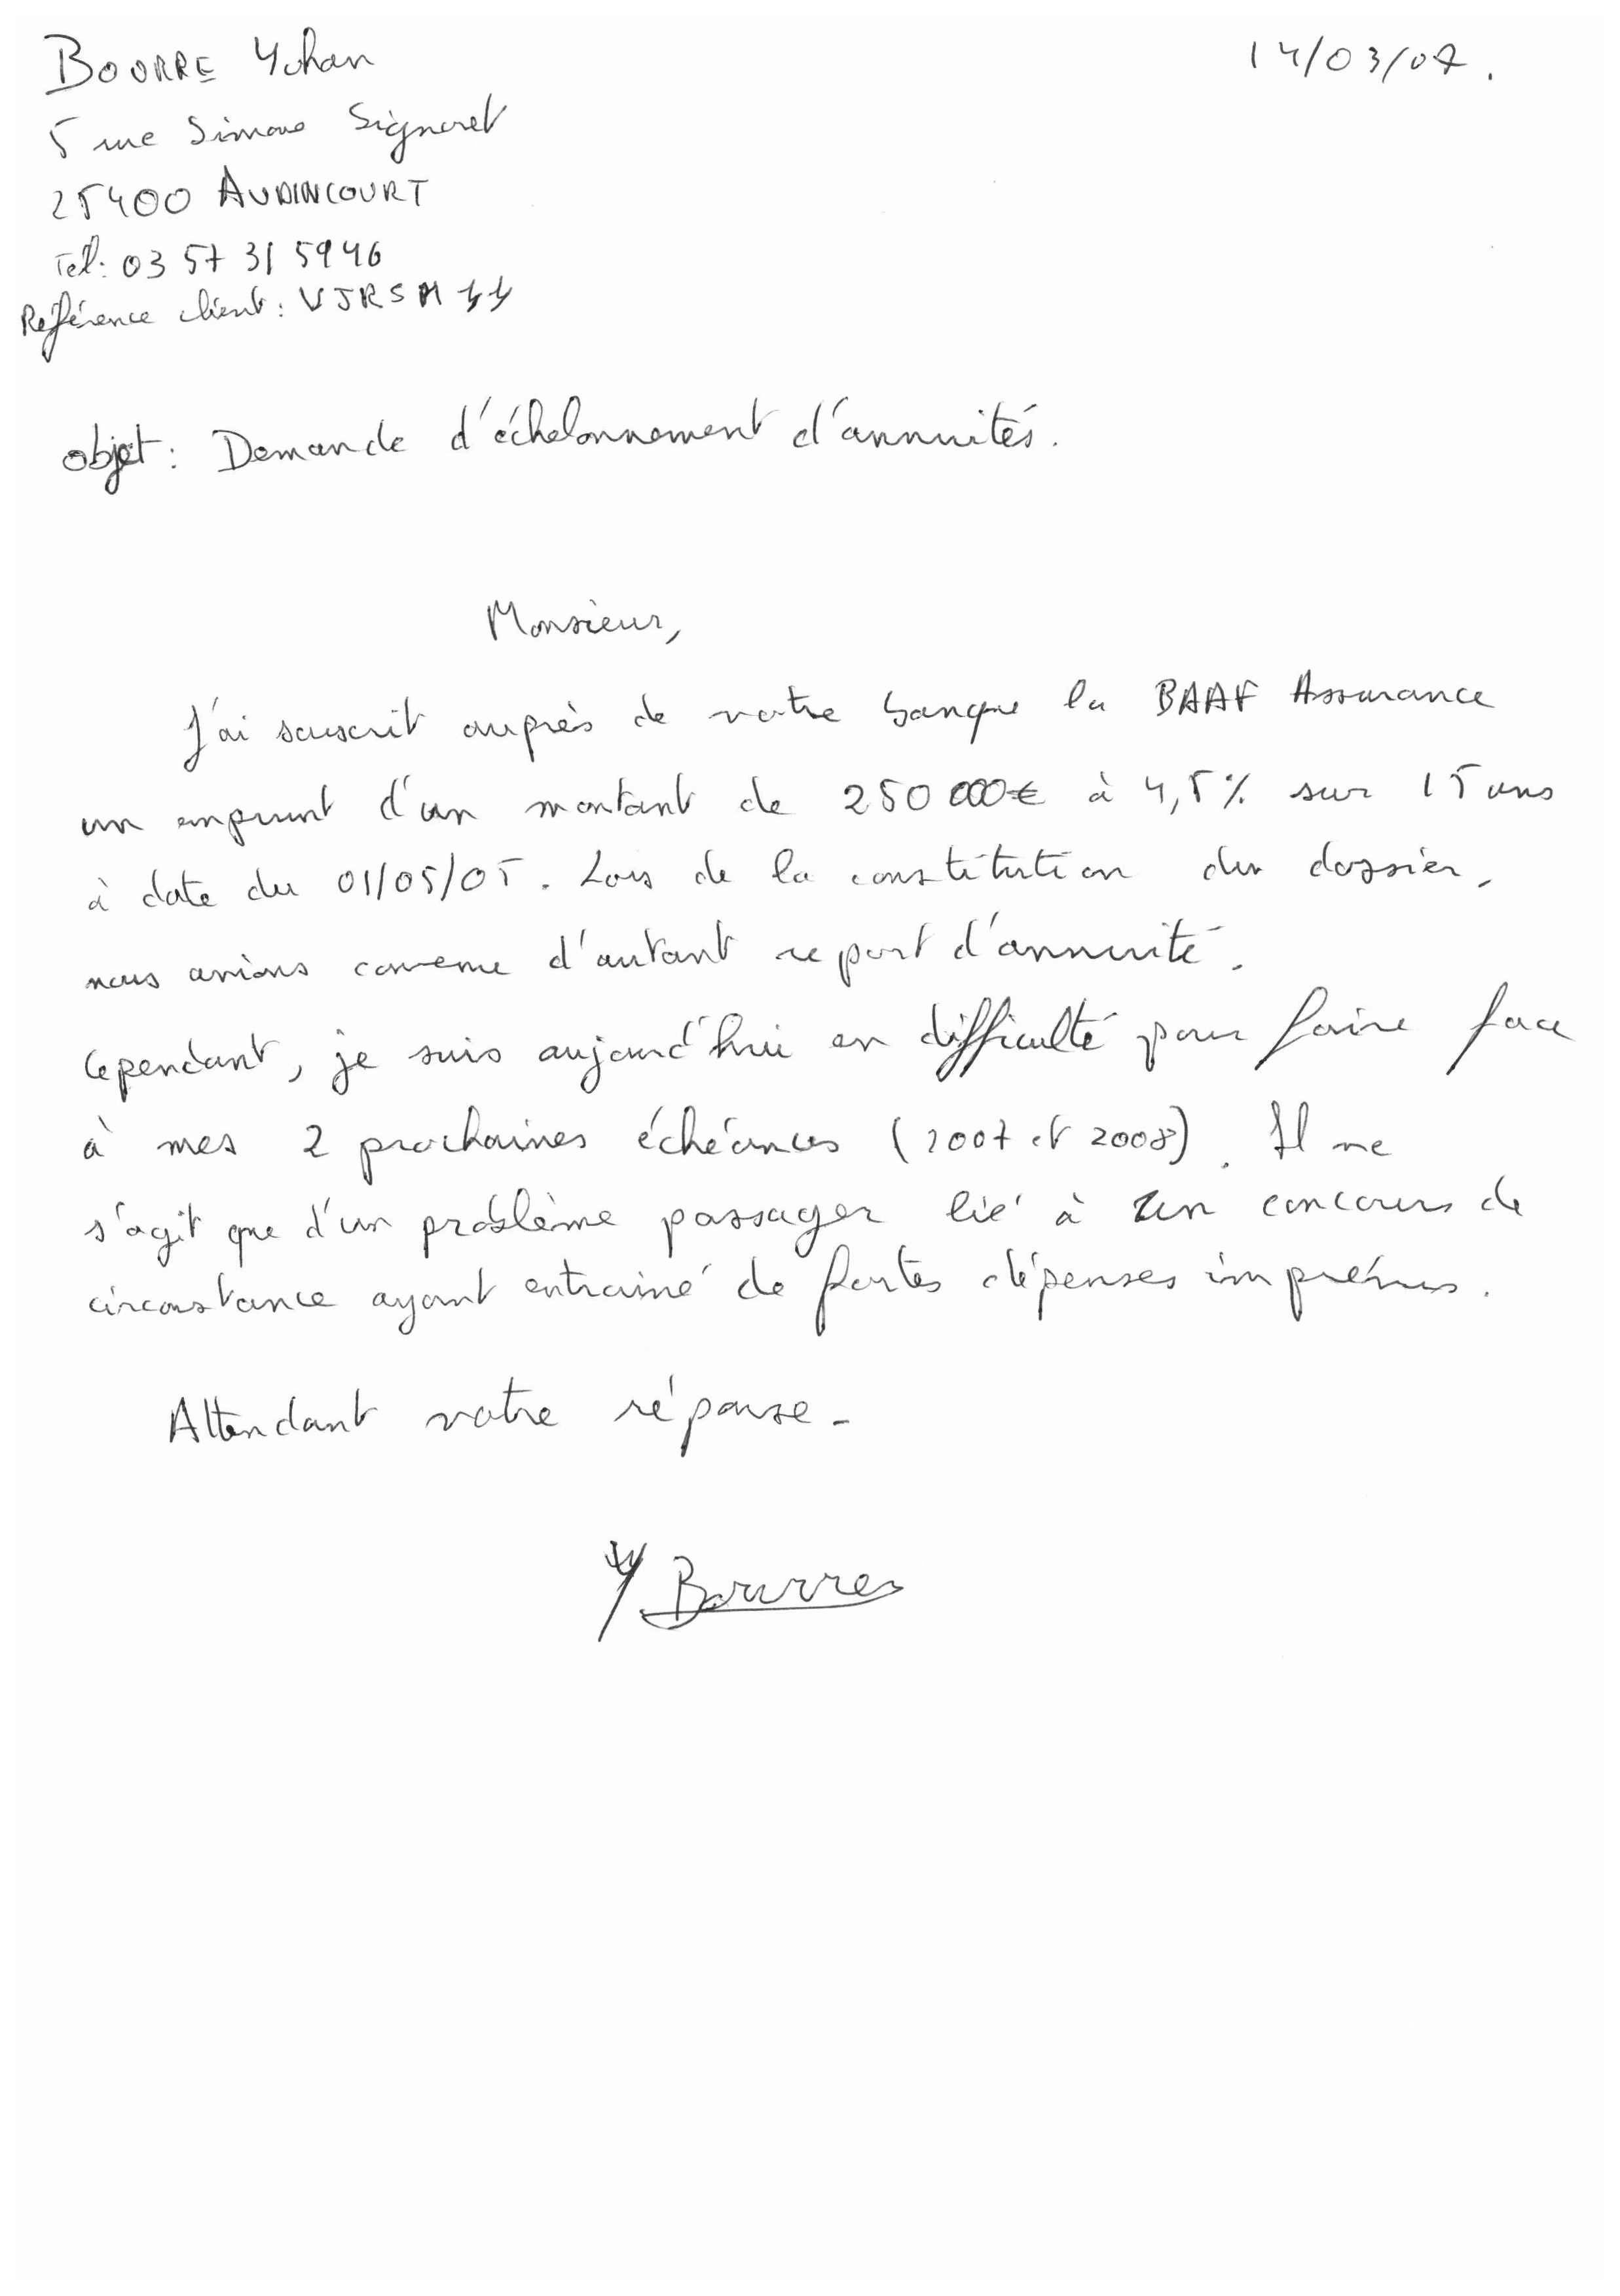 BOURRE Yohan
14/03/07.
5 rue Simone Signoret
25400 AUDINCOURT
Tel: 03 57 31 5946
Référence client: VJRSM
objet: Demande d'échelonnement d'annuités.
Monsieur,
J'ai souscrit auprès de votre banque la BAAF Assurance
un emprunt d'un montant de 250 000€ à 4,5% sur 15 ans
à date du 01/05/05. Lors de la constitution du dossier,
nous avions convenu d'autant report d'annuité.
Cependant, je suis aujourd'hui en difficulté pour faire face
à mes 2 prochaines échéances (2007 et 2008). Il ne
s'agit que d'un problème passager lié à un concours de
circonstance ayant entrainé de fortes dépenses imprévus.
Attendant votre réponse.
Bourre